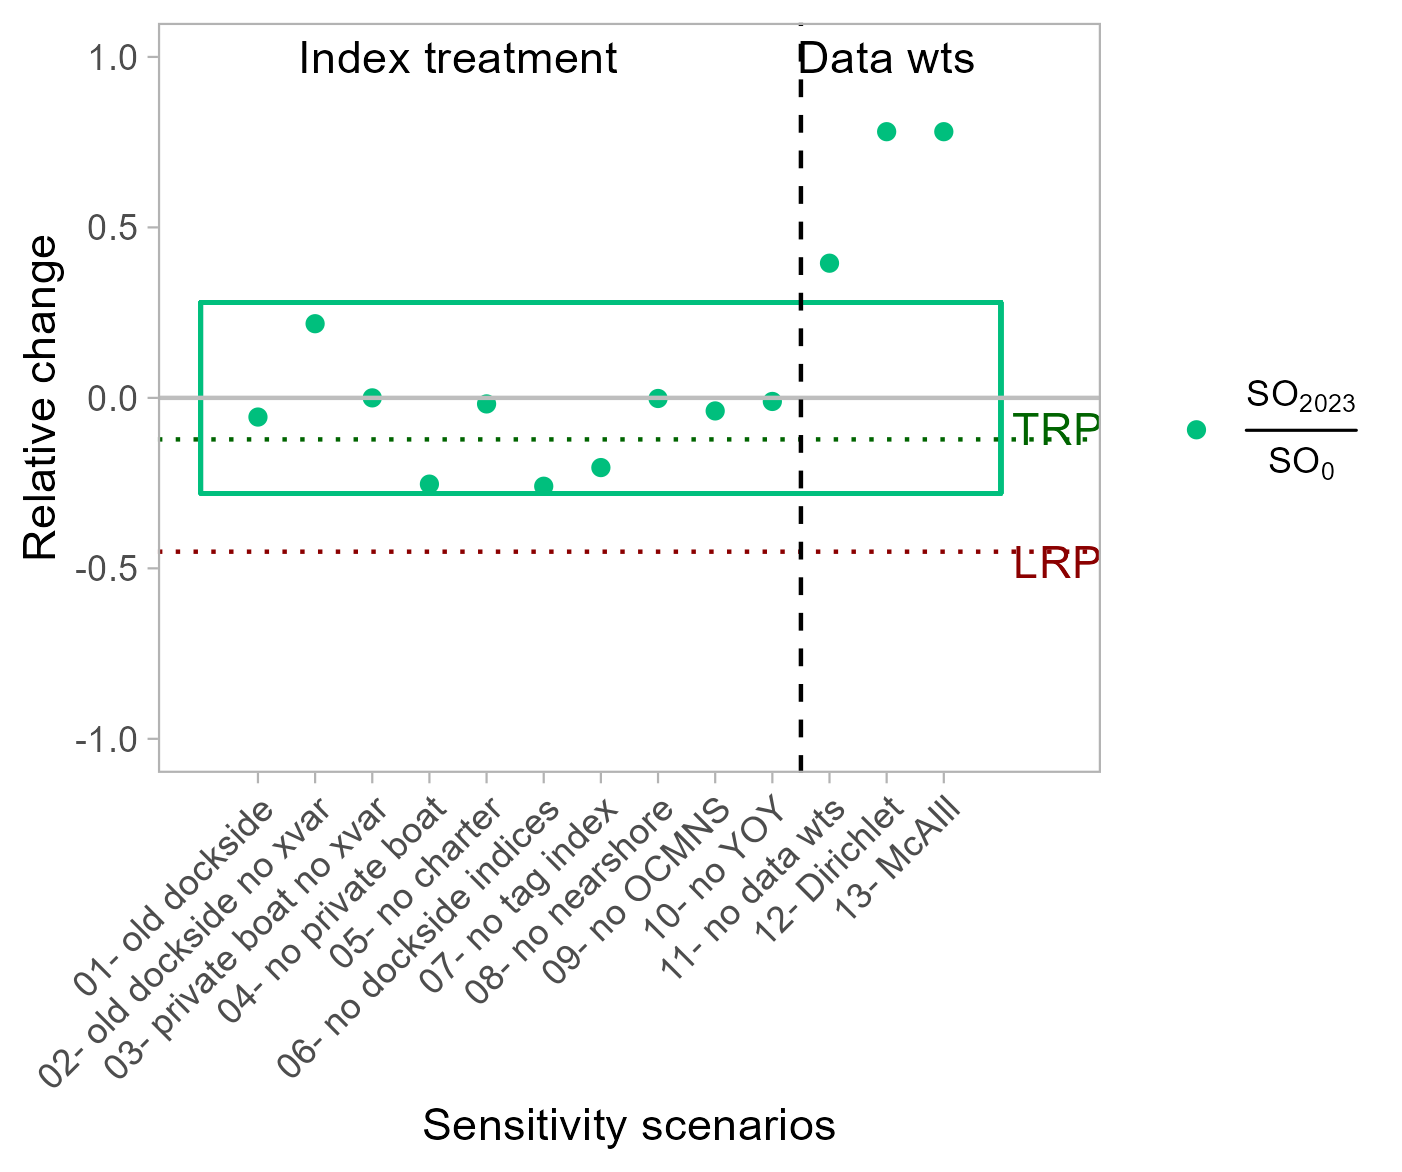 Index treatment
Data wts
1.0
0.5
0.0
-0.5
-1.0
Relative change
TRP
LRP
SO2023
SO0
01- old dockside
02- old dockside no xvar
03- private boat no xvar
04- no private boat
05- no charter
06- no dockside indices
07- no tag index
08- no nearshore
09- no OCMNS
10- no YOY
11- no data wts
12- Dirichlet
13- McAlll
Sensitivity scenarios